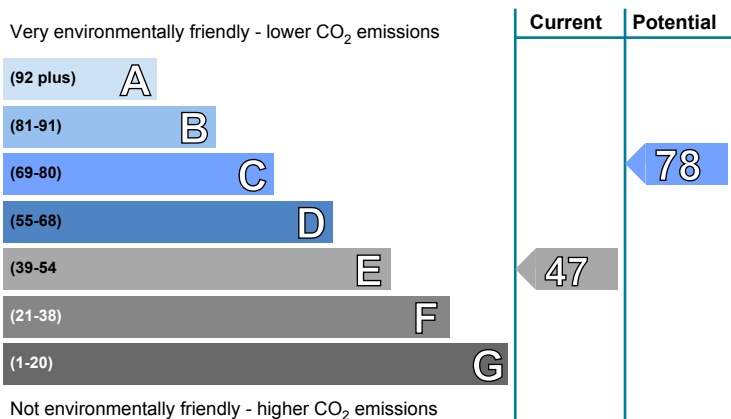 Current Potential
Very environmentally friendly - lower CO2 emissions
(92 plus) A
(81-91) B
(69-80) C 78
(55-68) D
(39-54 E 47
(21-38) F
(1-20) G
Not environmentally friendly - higher CO2 emissions